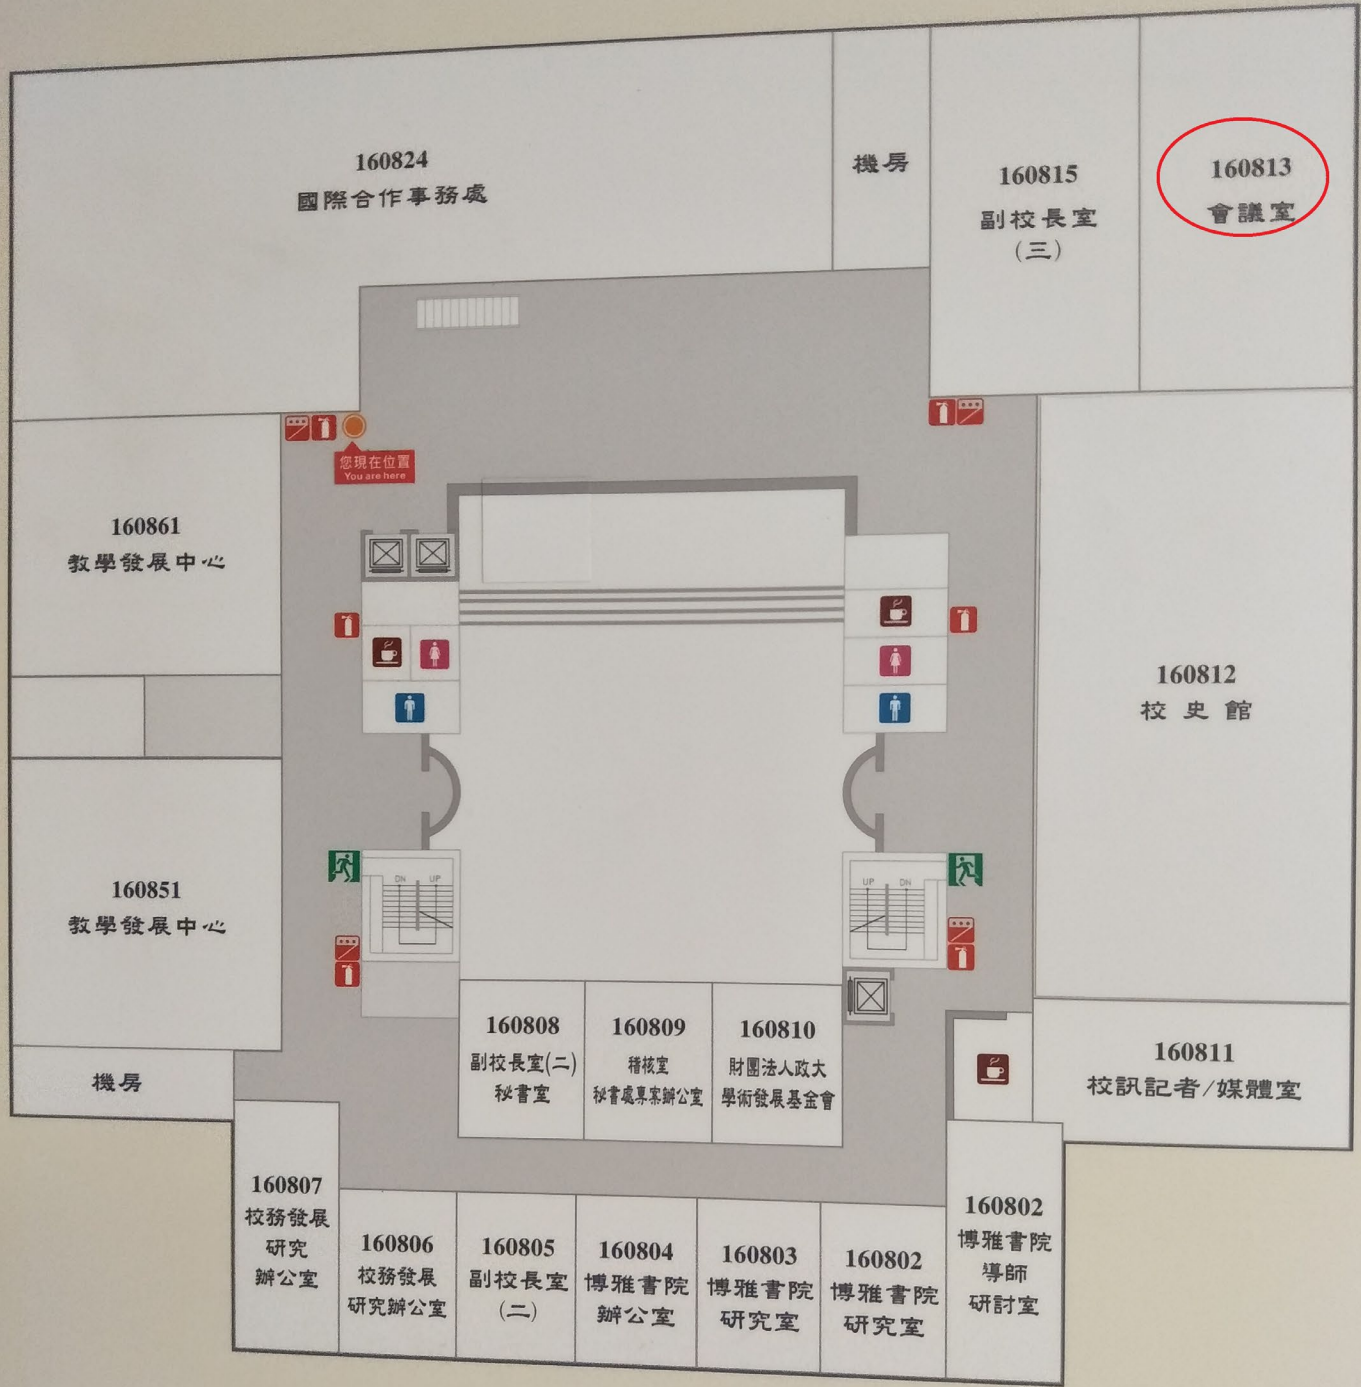 160824
國際合作事務處
機房
160815
副校長室
(三)
160813
會議室
您現在位置
You are here
160861
教學發展中心
160812
校史館
160851
教學發展中心
DN UP
UP DN
機房
160808
副校長室(二)
秘書室
160809
稽核室
秘書處專案辦公室
160810
財團法人政大
學術發展基金會
160811
校訊記者/媒體室
160807
校務發展
研究
辦公室
160806
校務發展
研究辦公室
160805
副校長室
(二)
160804
博雅書院
辦公室
160803
博雅書院
研究室
160802
博雅書院
研究室
160802
博雅書院
導師
研討室